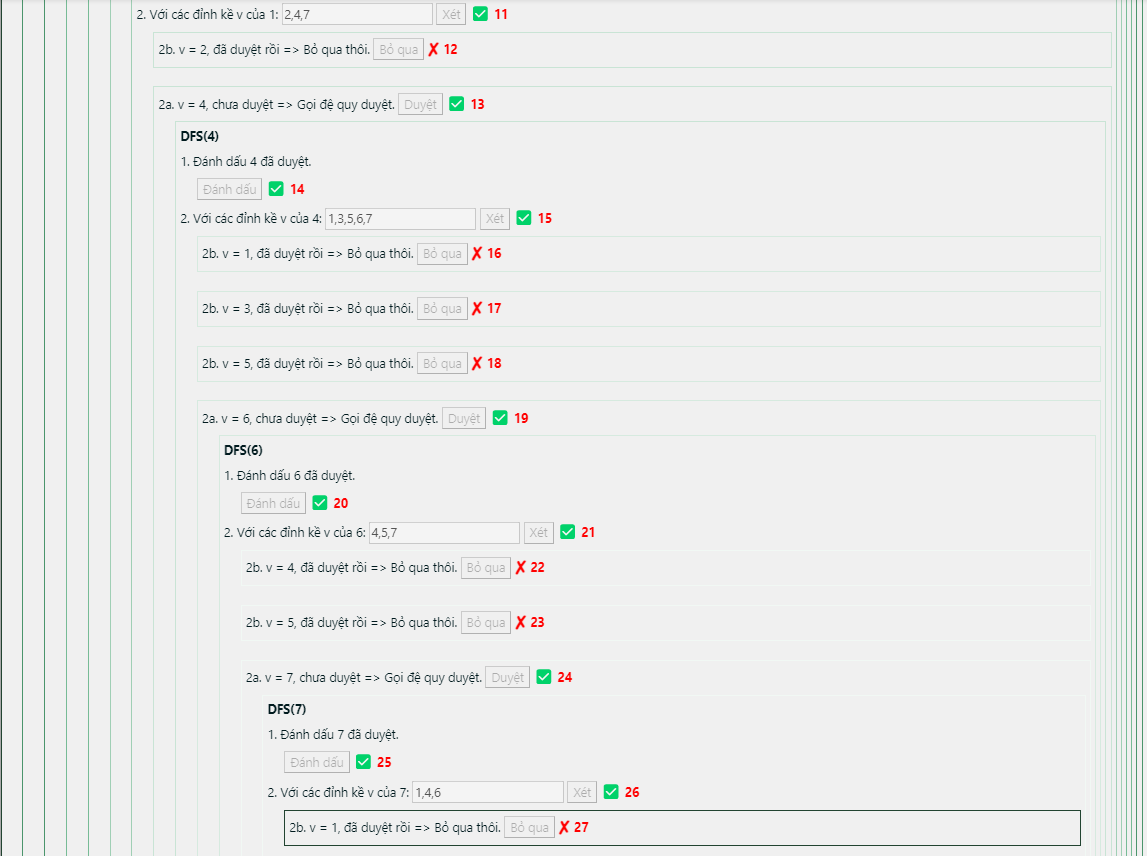 2. Với các đỉnh kề v của 1: 2,4,7 Xét ✅ 11
2b. v = 2, đã duyệt rồi => Bỏ qua thôi. Bỏ qua ✗ 12
2a. v = 4, chưa duyệt => Gọi đệ quy duyệt. Duyệt ✅ 13
DFS(4)
1. Đánh dấu 4 đã duyệt.
Đánh dấu ✅ 14
2. Với các đỉnh kề v của 4: 1,3,5,6,7 Xét ✅ 15
2b. v = 1, đã duyệt rồi => Bỏ qua thôi. Bỏ qua ✗ 16
2b. v = 3, đã duyệt rồi => Bỏ qua thôi. Bỏ qua ✗ 17
2b. v = 5, đã duyệt rồi => Bỏ qua thôi. Bỏ qua ✗ 18
2a. v = 6, chưa duyệt => Gọi đệ quy duyệt. Duyệt ✅ 19
DFS(6)
1. Đánh dấu 6 đã duyệt.
Đánh dấu ✅ 20
2. Với các đỉnh kề v của 6: 4,5,7 Xét ✅ 21
2b. v = 4, đã duyệt rồi => Bỏ qua thôi. Bỏ qua ✗ 22
2b. v = 5, đã duyệt rồi => Bỏ qua thôi. Bỏ qua ✗ 23
2a. v = 7, chưa duyệt => Gọi đệ quy duyệt. Duyệt ✅ 24
DFS(7)
1. Đánh dấu 7 đã duyệt.
Đánh dấu ✅ 25
2. Với các đỉnh kề v của 7: 1,4,6 Xét ✅ 26
2b. v = 1, đã duyệt rồi => Bỏ qua thôi. Bỏ qua ✗ 27